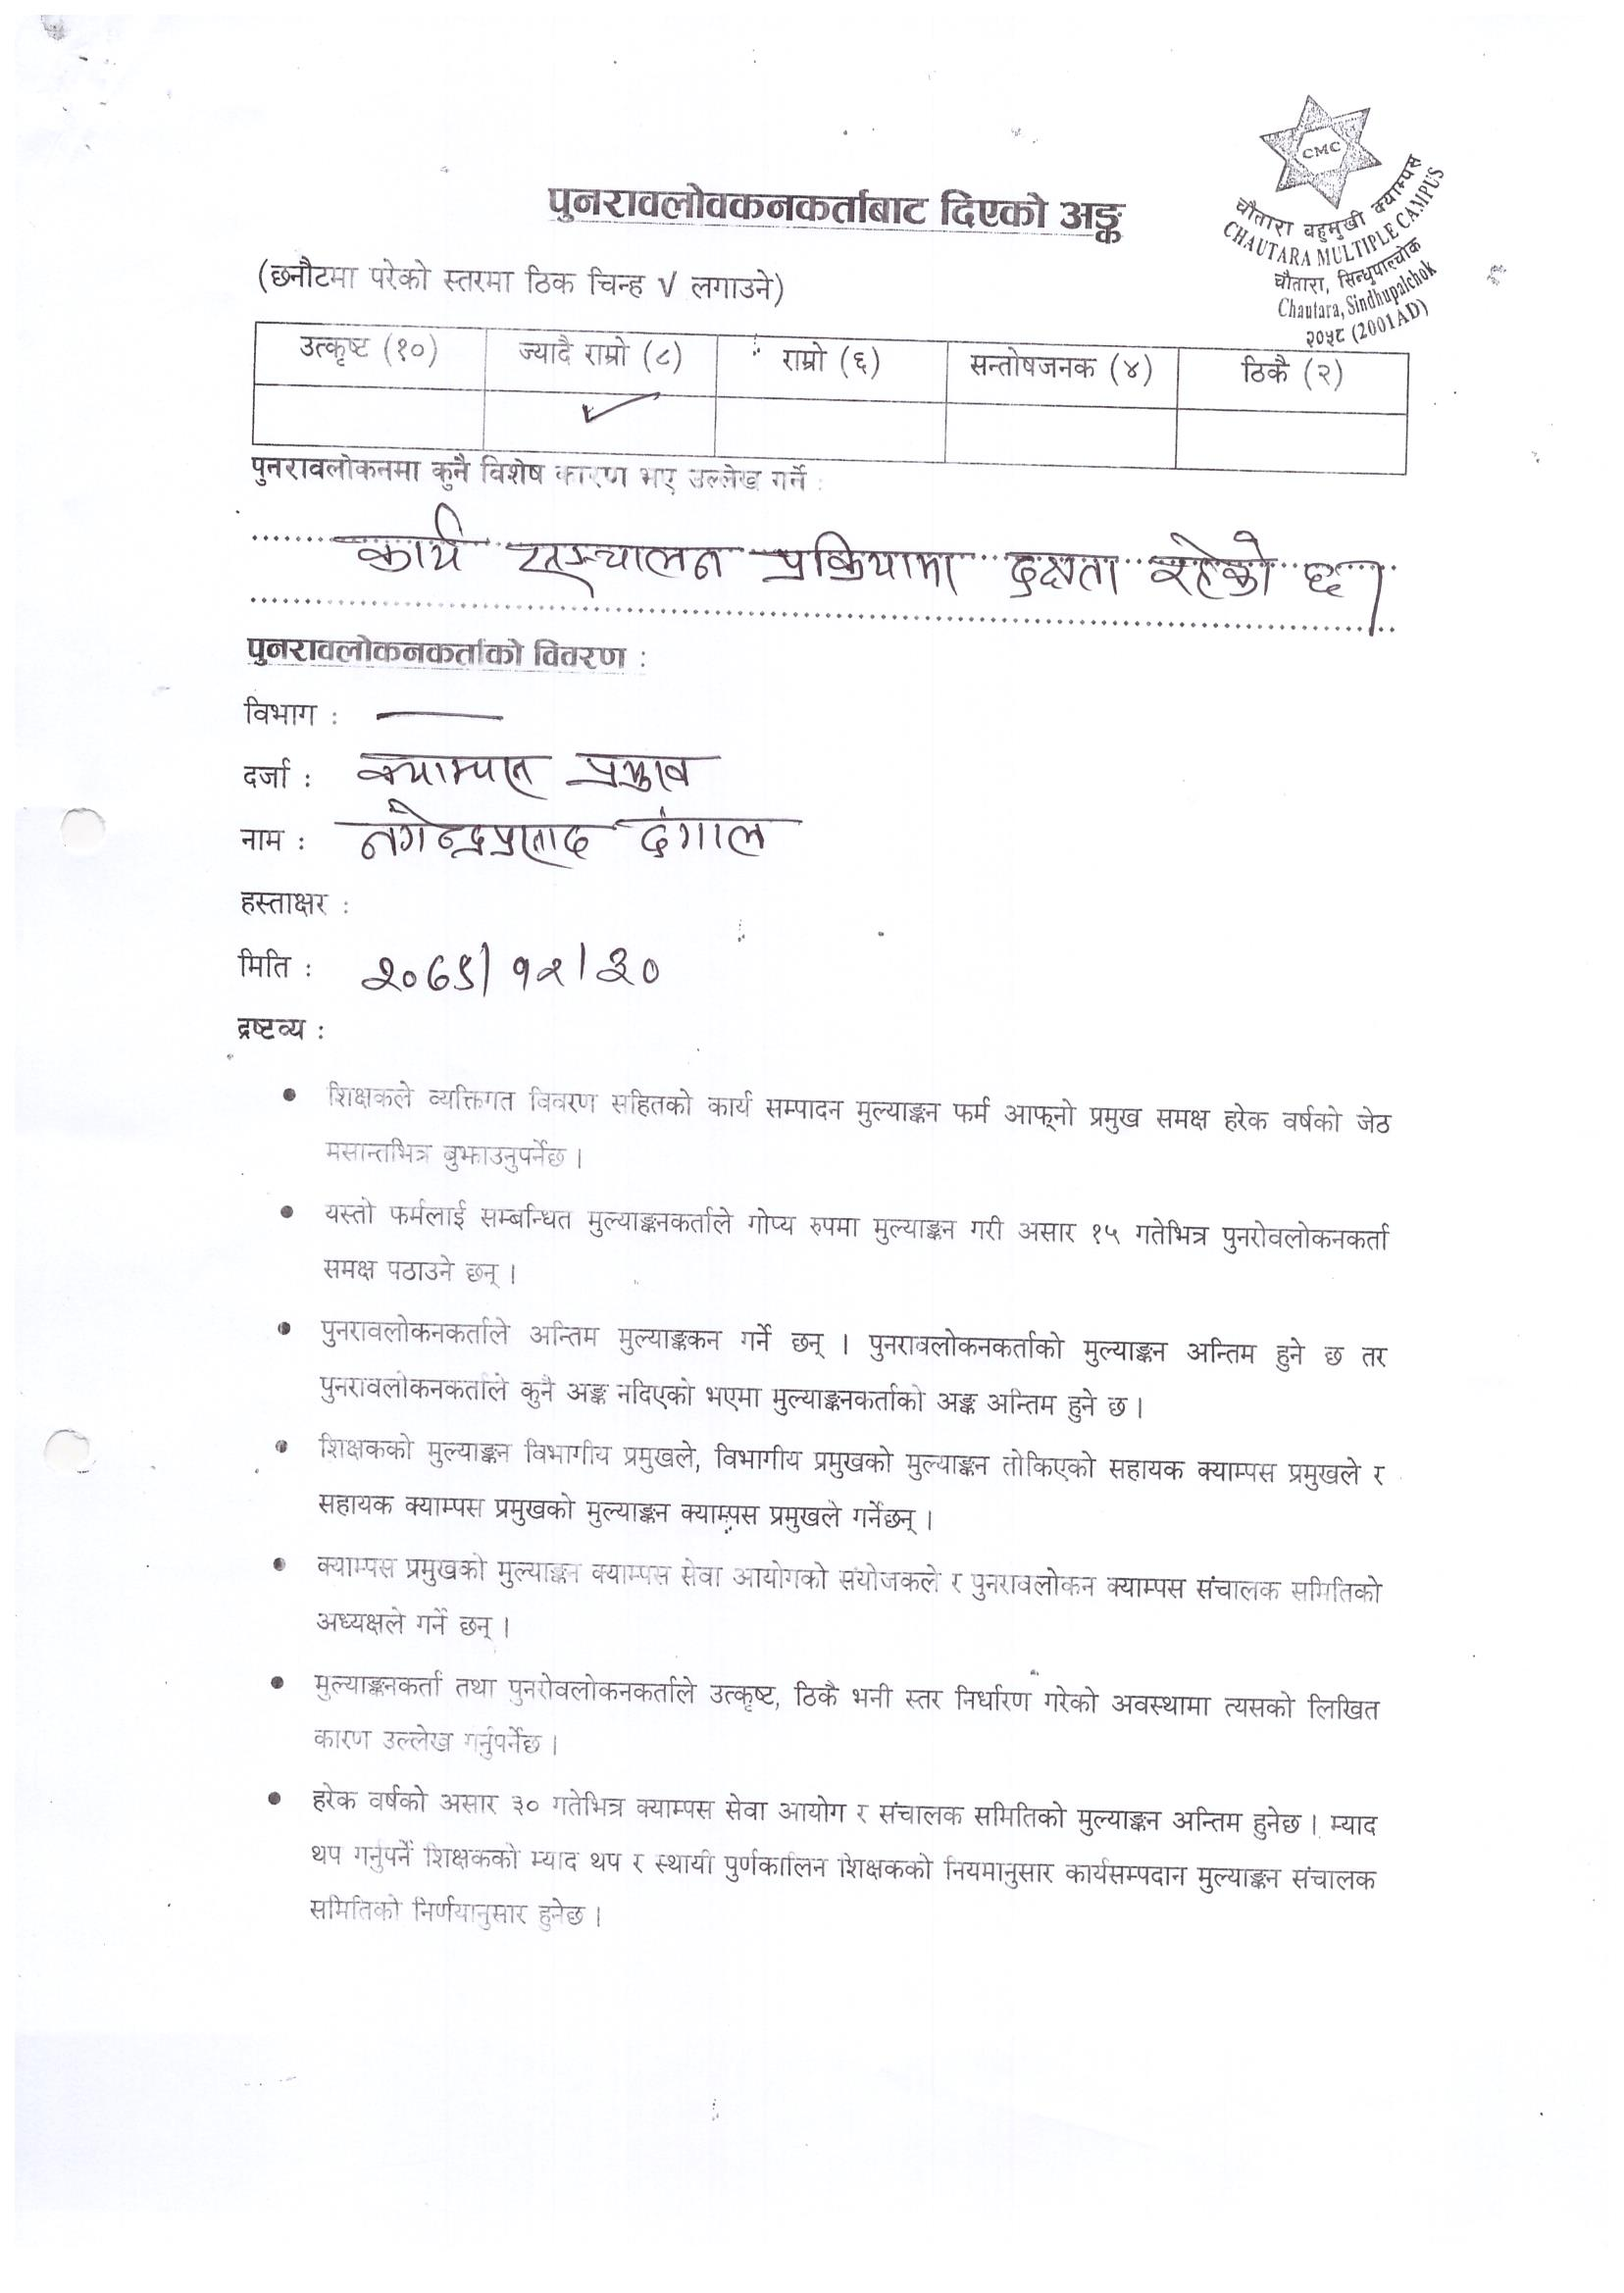 CMC
चौतारा बहुमुखी क्याम्पस
CHAUTARA MULTIPLE CAMPUS
चौतारा, सिन्धुपाल्चोक
Chautara, Sindhupalchok
२०५८ (2001AD)
पुनरावलोवकनकर्ताबाट दिएको अङ्क
(छनौटमा परेको स्तरमा ठिक चिन्ह √ लगाउने)
उत्कृष्ट (१०) ज्यादै राम्रो (८) राम्रो (६) सन्तोषजनक (४) ठिकै (२)
✓
पुनरावलोकनमा कुनै विशेष कारण भए उल्लेख गर्ने :
कार्य सञ्चालन प्रक्रियामा दक्षता रहेको छ।
पुनरावलोकनकर्ताको विवरण :
विभाग : —
दर्जा : क्याम्पस प्रमुख
नाम : नगेन्द्रप्रसाद दंगाल
हस्ताक्षर :
मिति : २०७९/१२/३०
द्रष्टव्य :
• शिक्षकले व्यक्तिगत विवरण सहितको कार्य सम्पादन मुल्याङ्कन फर्म आफ्नो प्रमुख समक्ष हरेक वर्षको जेठ
मसान्तभित्र बुझाउनुपर्नेछ ।
• यस्तो फर्मलाई सम्बन्धित मुल्याङ्कनकर्ताले गोप्य रुपमा मुल्याङ्कन गरी असार १५ गतेभित्र पुनरोवलोकनकर्ता
समक्ष पठाउने छन् ।
• पुनरावलोकनकर्ताले अन्तिम मुल्याङ्ककन गर्ने छन् । पुनरावलोकनकर्ताको मुल्याङ्कन अन्तिम हुने छ तर
पुनरावलोकनकर्ताले कुनै अङ्क नदिएको भएमा मुल्याङ्कनकर्ताको अङ्क अन्तिम हुने छ ।
• शिक्षकको मुल्याङ्कन विभागीय प्रमुखले, विभागीय प्रमुखको मुल्याङ्कन तोकिएको सहायक क्याम्पस प्रमुखले र
सहायक क्याम्पस प्रमुखको मुल्याङ्कन क्याम्पस प्रमुखले गर्नेछन् ।
• क्याम्पस प्रमुखको मुल्याङ्कन क्याम्पस सेवा आयोगको संयोजकले र पुनरावलोकन क्याम्पस संचालक समितिको
अध्यक्षले गर्ने छन् ।
• मुल्याङ्कनकर्ता तथा पुनरोवलोकनकर्ताले उत्कृष्ट, ठिकै भनी स्तर निर्धारण गरेको अवस्थामा त्यसको लिखित
कारण उल्लेख गर्नुपर्नेछ ।
• हरेक वर्षको असार ३० गतेभित्र क्याम्पस सेवा आयोग र संचालक समितिको मुल्याङ्कन अन्तिम हुनेछ । म्याद
थप गर्नुपर्ने शिक्षकको म्याद थप र स्थायी पुर्णकालिन शिक्षकको नियमानुसार कार्यसम्पदान मुल्याङ्कन संचालक
समितिको निर्णयानुसार हुनेछ ।